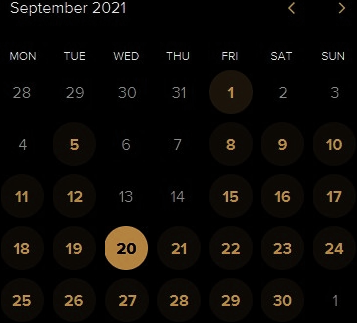 September 2021
MON TUE WED THU FRI SAT SUN
28 29 30 31 1 2 3
4 5 6 7 8 9 10
11 12 13 14 15 16 17
18 19 20 21 22 23 24
25 26 27 28 29 30 1